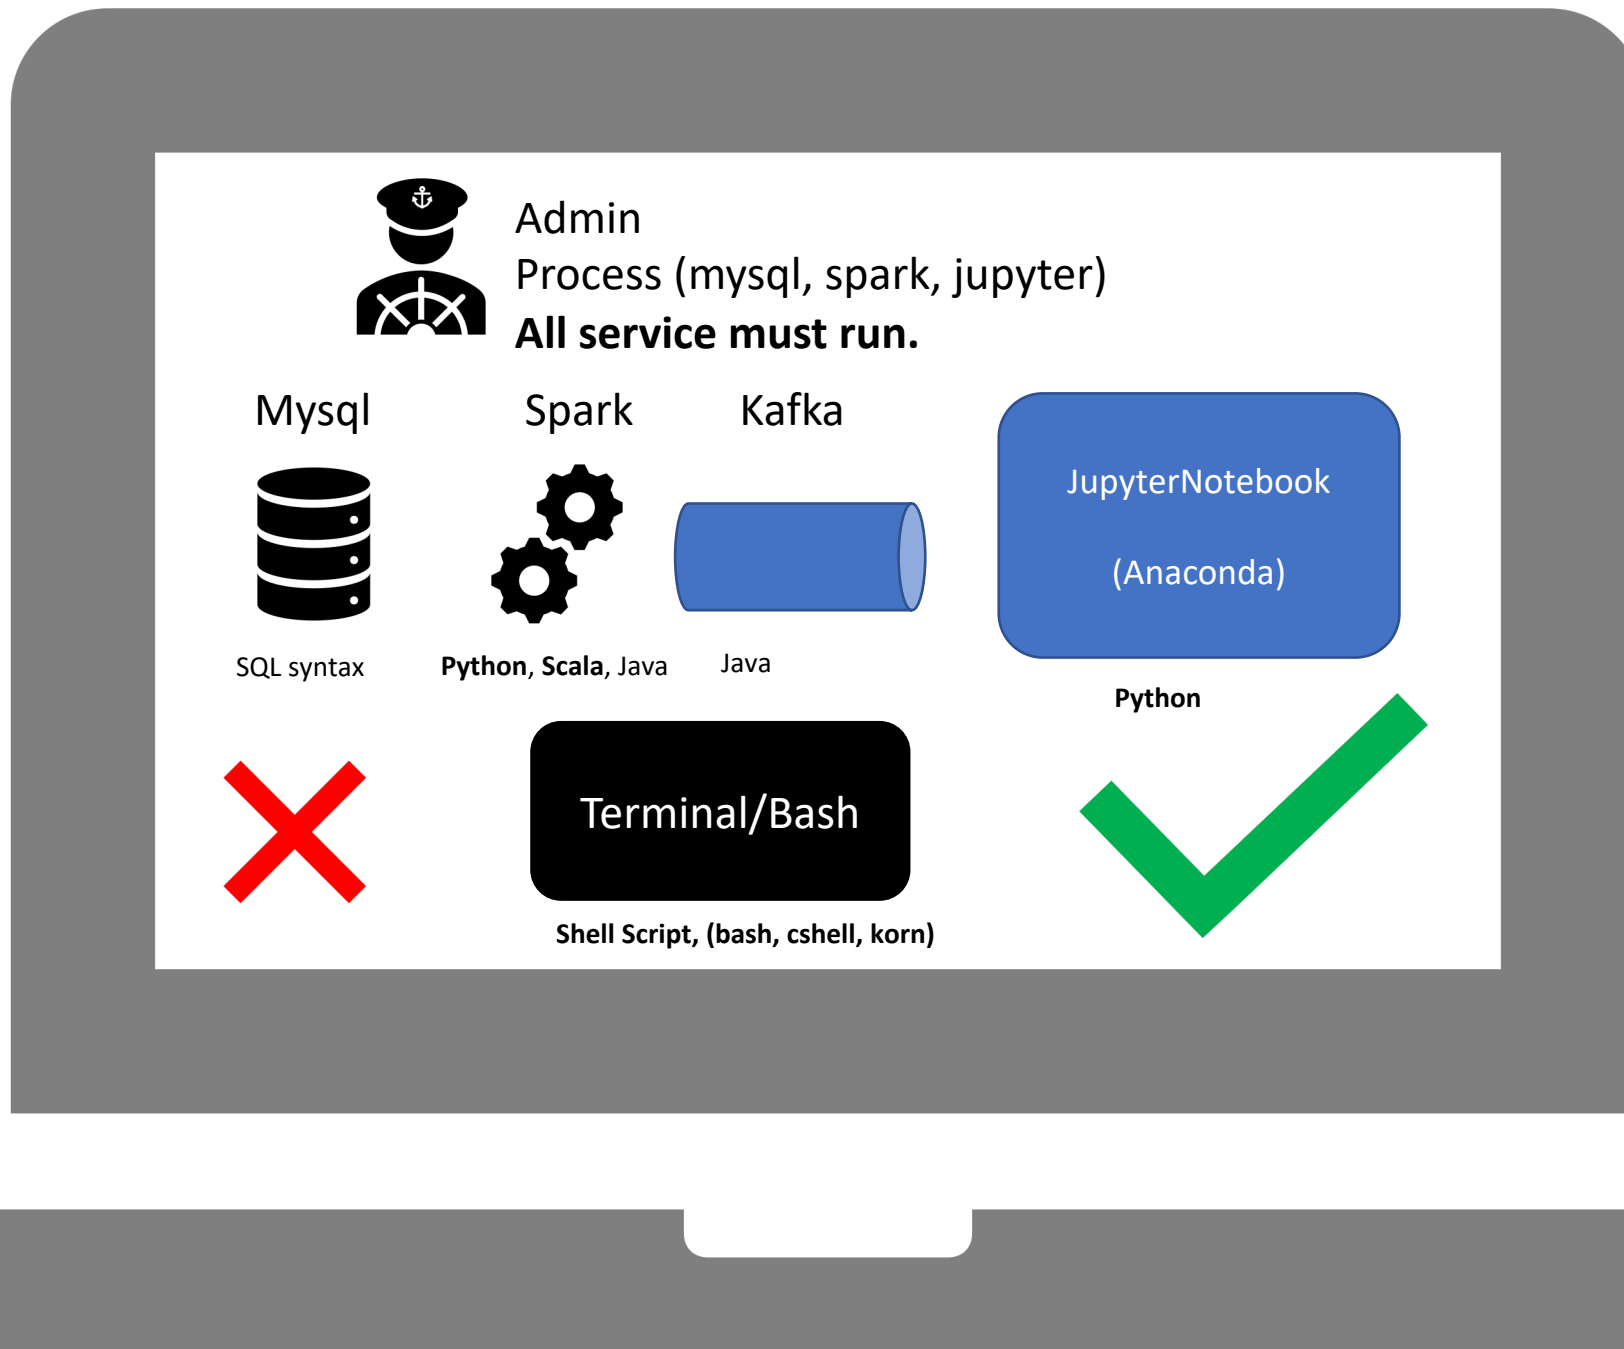 Admin
Process (mysql, spark, jupyter)
All service must run.
Mysql
Spark
Kafka
JupyterNotebook
(Anaconda)
SQL syntax
Python, Scala, Java
Java
Python
Terminal/Bash
Shell Script, (bash, cshell, korn)